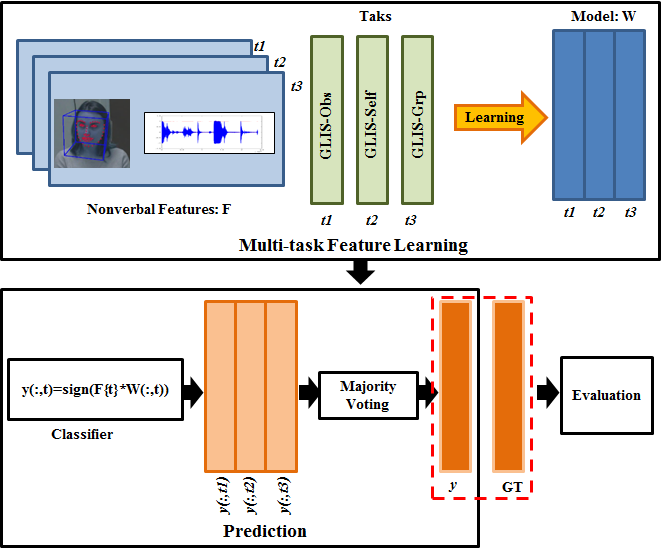 Taks
Model: W
t1
t2
t3
GLIS-Obs
GLIS-Self
GLIS-Grp
Learning
Nonverbal Features: F
t1
t2
t3
t1
t2
t3
Multi-task Feature Learning
y(:,t)=sign(F{t}*W(:,t))
Classifier
y(:,t1)
y(:,t2)
y(:,t3)
Majority
Voting
y
GT
Evaluation
Prediction